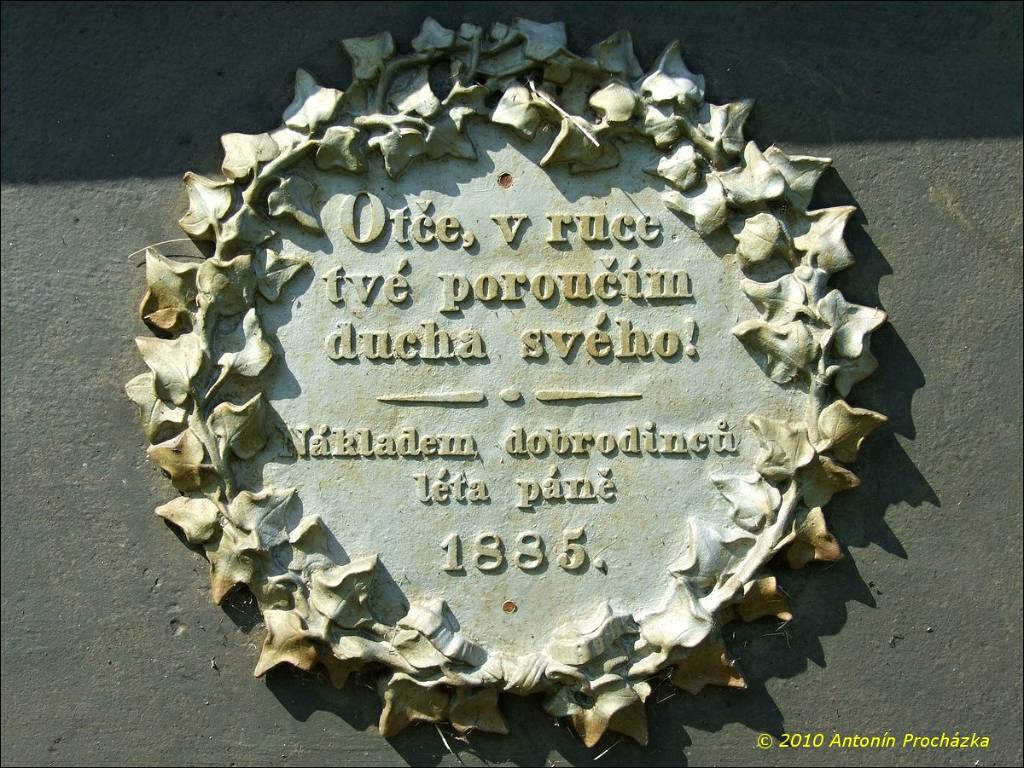 Otče, v ruce
tvé poroučím
ducha svého!
Nákladem dobrodinců
léta páně
1885.
© 2010 Antonín Procházka